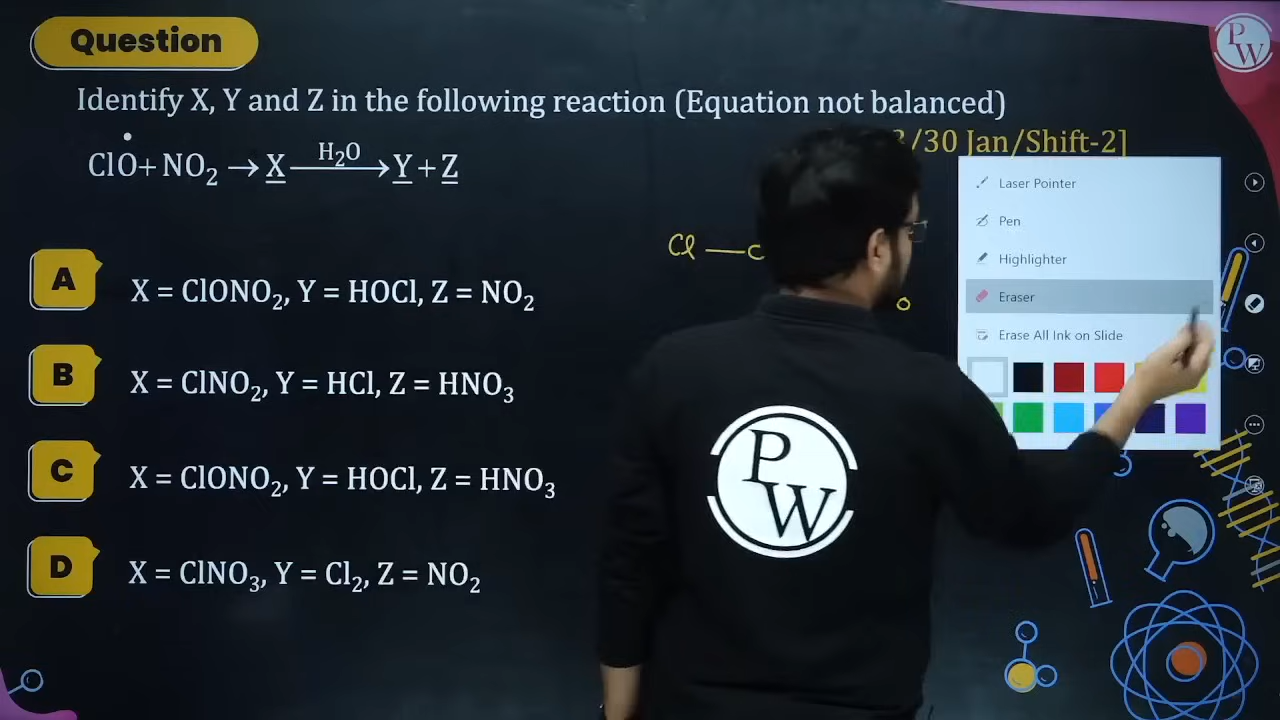 Question
Identify X, Y and Z in the following reaction (Equation not balanced)
/30 Jan/Shift-2]
ClȮ+ NO₂ → X —H₂O→ Y + Z
A
X = ClONO₂, Y = HOCl, Z = NO₂
B
X = ClNO₂, Y = HCl, Z = HNO₃
C
X = ClONO₂, Y = HOCl, Z = HNO₃
D
X = ClNO₃, Y = Cl₂, Z = NO₂
Cl —
o
Laser Pointer
Pen
Highlighter
Eraser
Erase All Ink on Slide
PW
PW